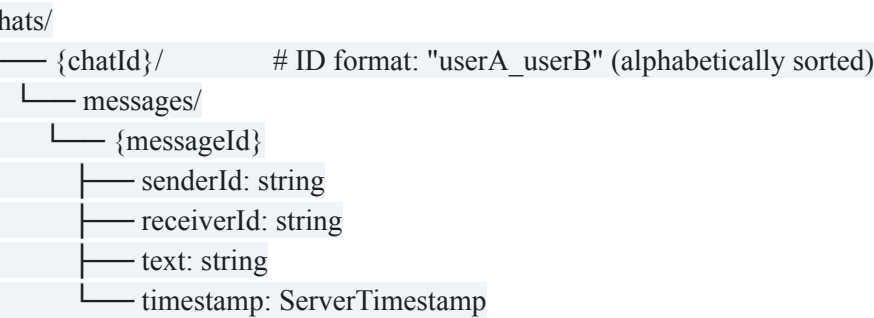 hats/
├── {chatId}/ # ID format: "userA_userB" (alphabetically sorted)
└── messages/
└── {messageId}
├── senderId: string
├── receiverId: string
├── text: string
└── timestamp: ServerTimestamp